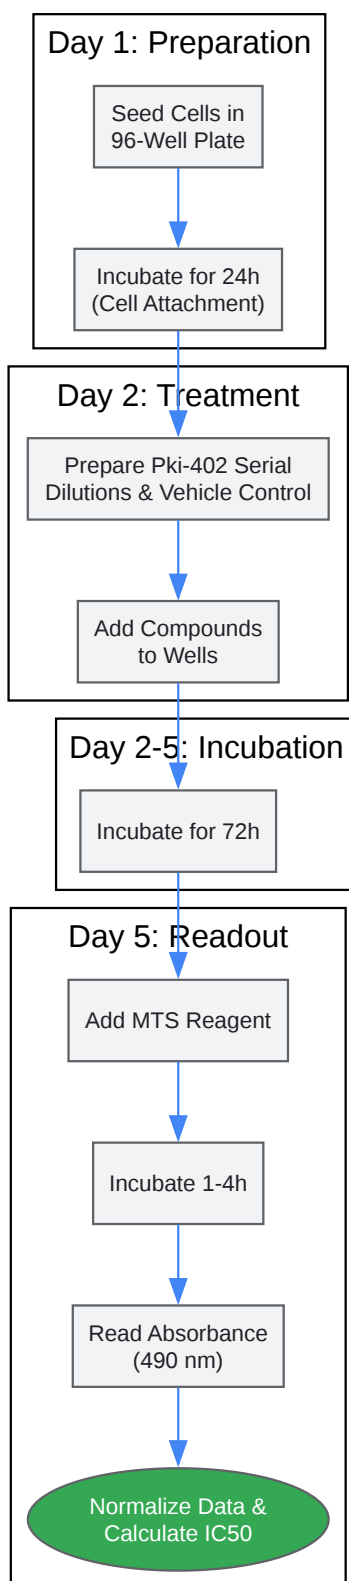 Day 1: Preparation
Seed Cells in
96-Well Plate
Incubate for 24h
(Cell Attachment)
Day 2: Treatment
Prepare Pki-402 Serial
Dilutions & Vehicle Control
Add Compounds
to Wells
Day 2-5: Incubation
Incubate for 72h
Day 5: Readout
Add MTS Reagent
Incubate 1-4h
Read Absorbance
(490 nm)
Normalize Data &
Calculate IC50